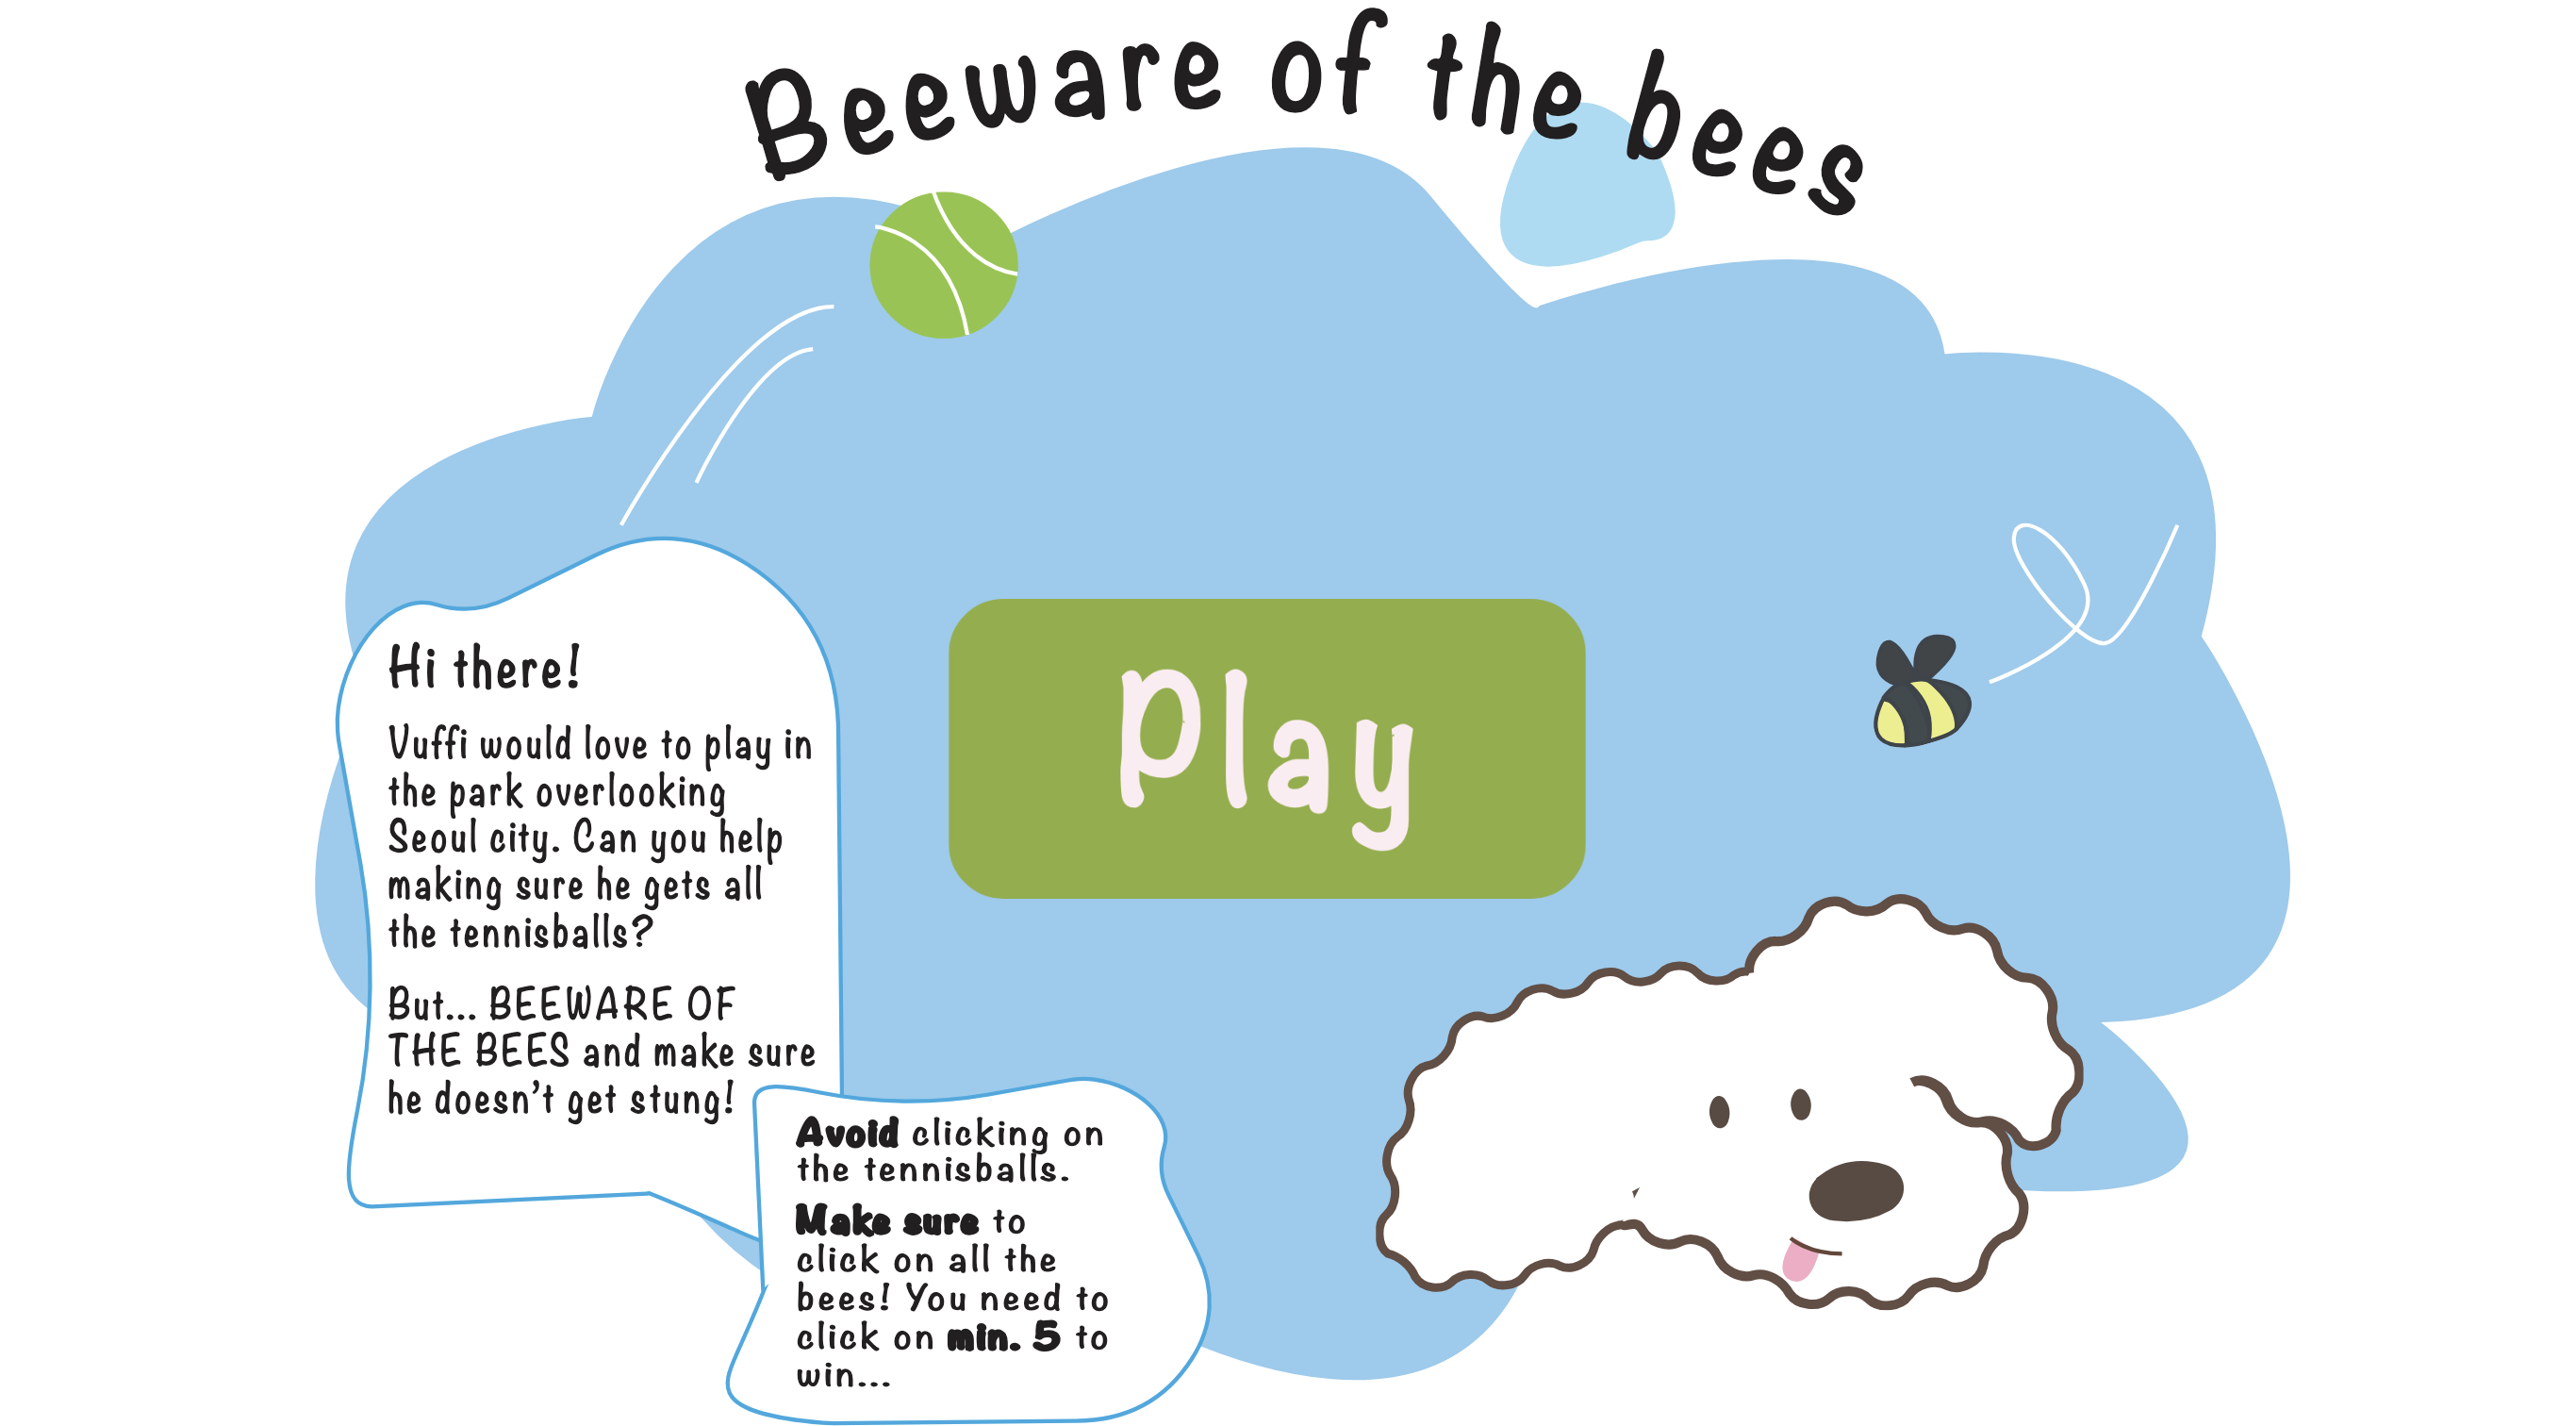 Beeware of the bees
Play
Hi there!
Vuffi would love to play in
the park overlooking
Seoul city. Can you help
making sure he gets all
the tennisballs?
But... BEEWARE OF
THE BEES and make sure
he doesn't get stung!
Avoid clicking on
the tennisballs.
Make sure to
click on all the
bees! You need to
click on min. 5 to
win...